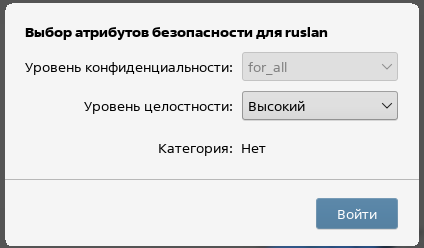 Выбор атрибутов безопасности для ruslan
Уровень конфиденциальности: for_all
Уровень целостности: Высокий
Категория: Нет
Войти